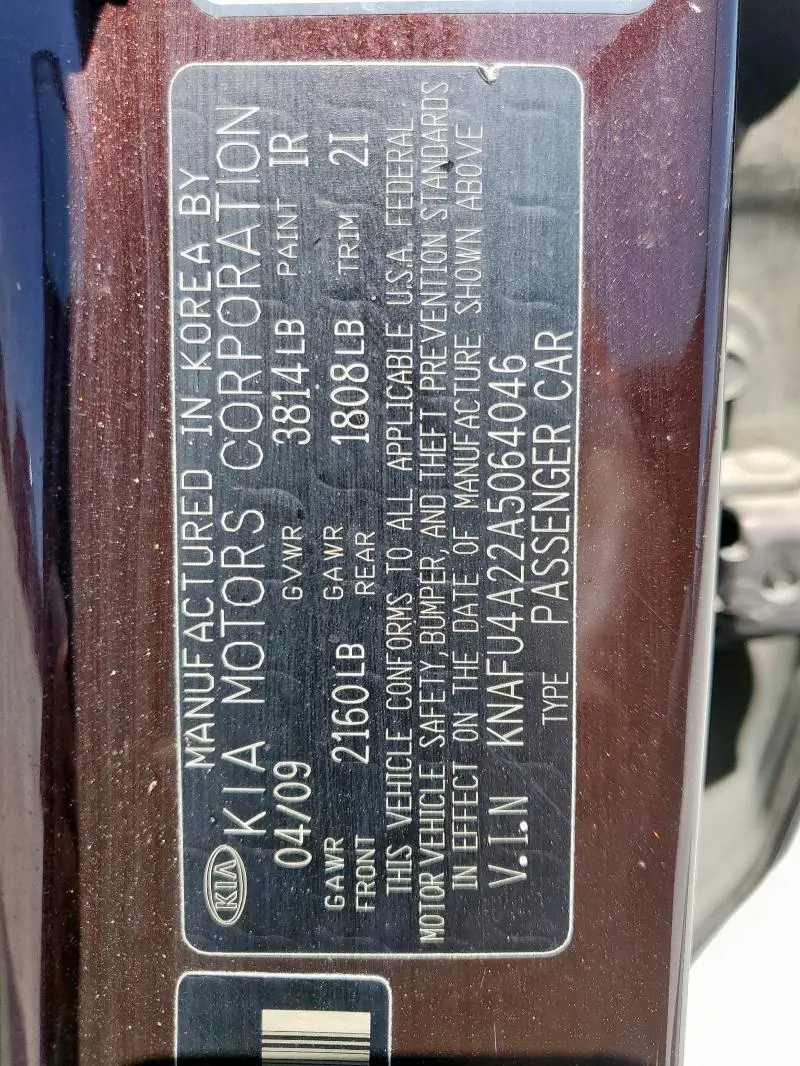 MANUFACTURED IN KOREA BY
KIA KIA MOTORS CORPORATION
04/09 GVWR 3814LB PAINT IR
GAWR FRONT 2160LB GAWR REAR 1808LB TRIM 2I
THIS VEHICLE CONFORMS TO ALL APPLICABLE U.S.A. FEDERAL
MOTOR VEHICLE SAFETY, BUMPER, AND THEFT PREVENTION STANDARDS
IN EFFECT ON THE DATE OF MANUFACTURE SHOWN ABOVE
V.I.N KNAFU4A22A5064046
TYPE PASSENGER CAR